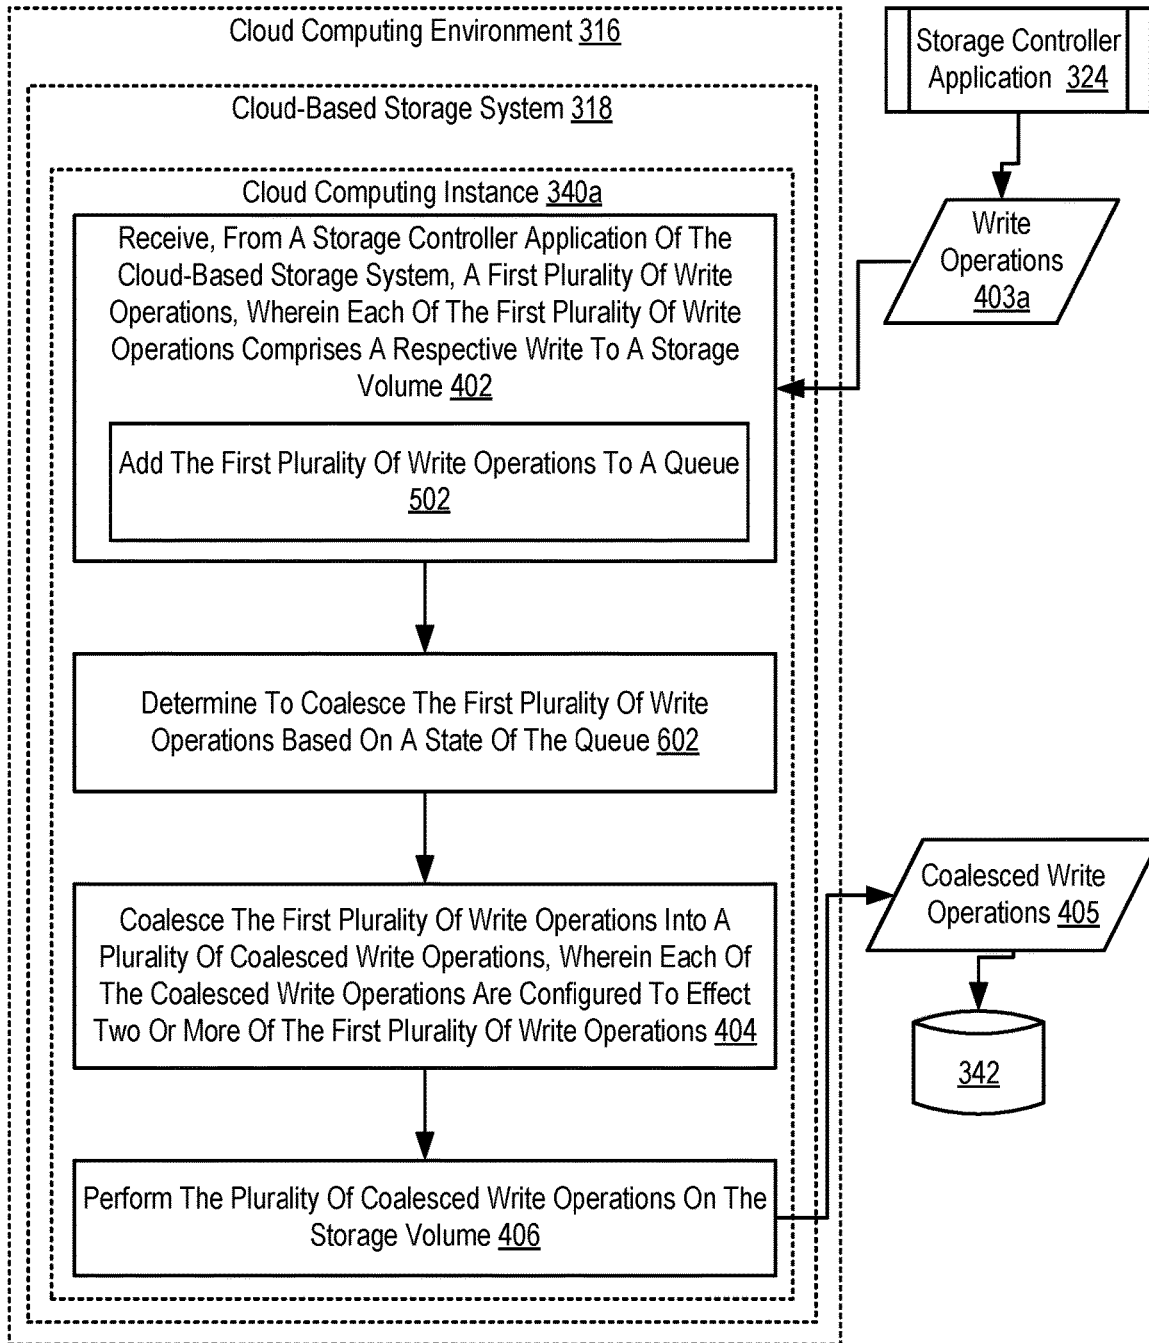 Cloud Computing Environment 316
Cloud-Based Storage System 318
Cloud Computing Instance 340a
Receive, From A Storage Controller Application Of The
Cloud-Based Storage System, A First Plurality Of Write
Operations, Wherein Each Of The First Plurality Of Write
Operations Comprises A Respective Write To A Storage
Volume 402
Add The First Plurality Of Write Operations To A Queue
502
Determine To Coalesce The First Plurality Of Write
Operations Based On A State Of The Queue 602
Coalesce The First Plurality Of Write Operations Into A
Plurality Of Coalesced Write Operations, Wherein Each Of
The Coalesced Write Operations Are Configured To Effect
Two Or More Of The First Plurality Of Write Operations 404
Perform The Plurality Of Coalesced Write Operations On The
Storage Volume 406
Storage Controller
Application 324
Write
Operations
403a
Coalesced Write
Operations 405
342